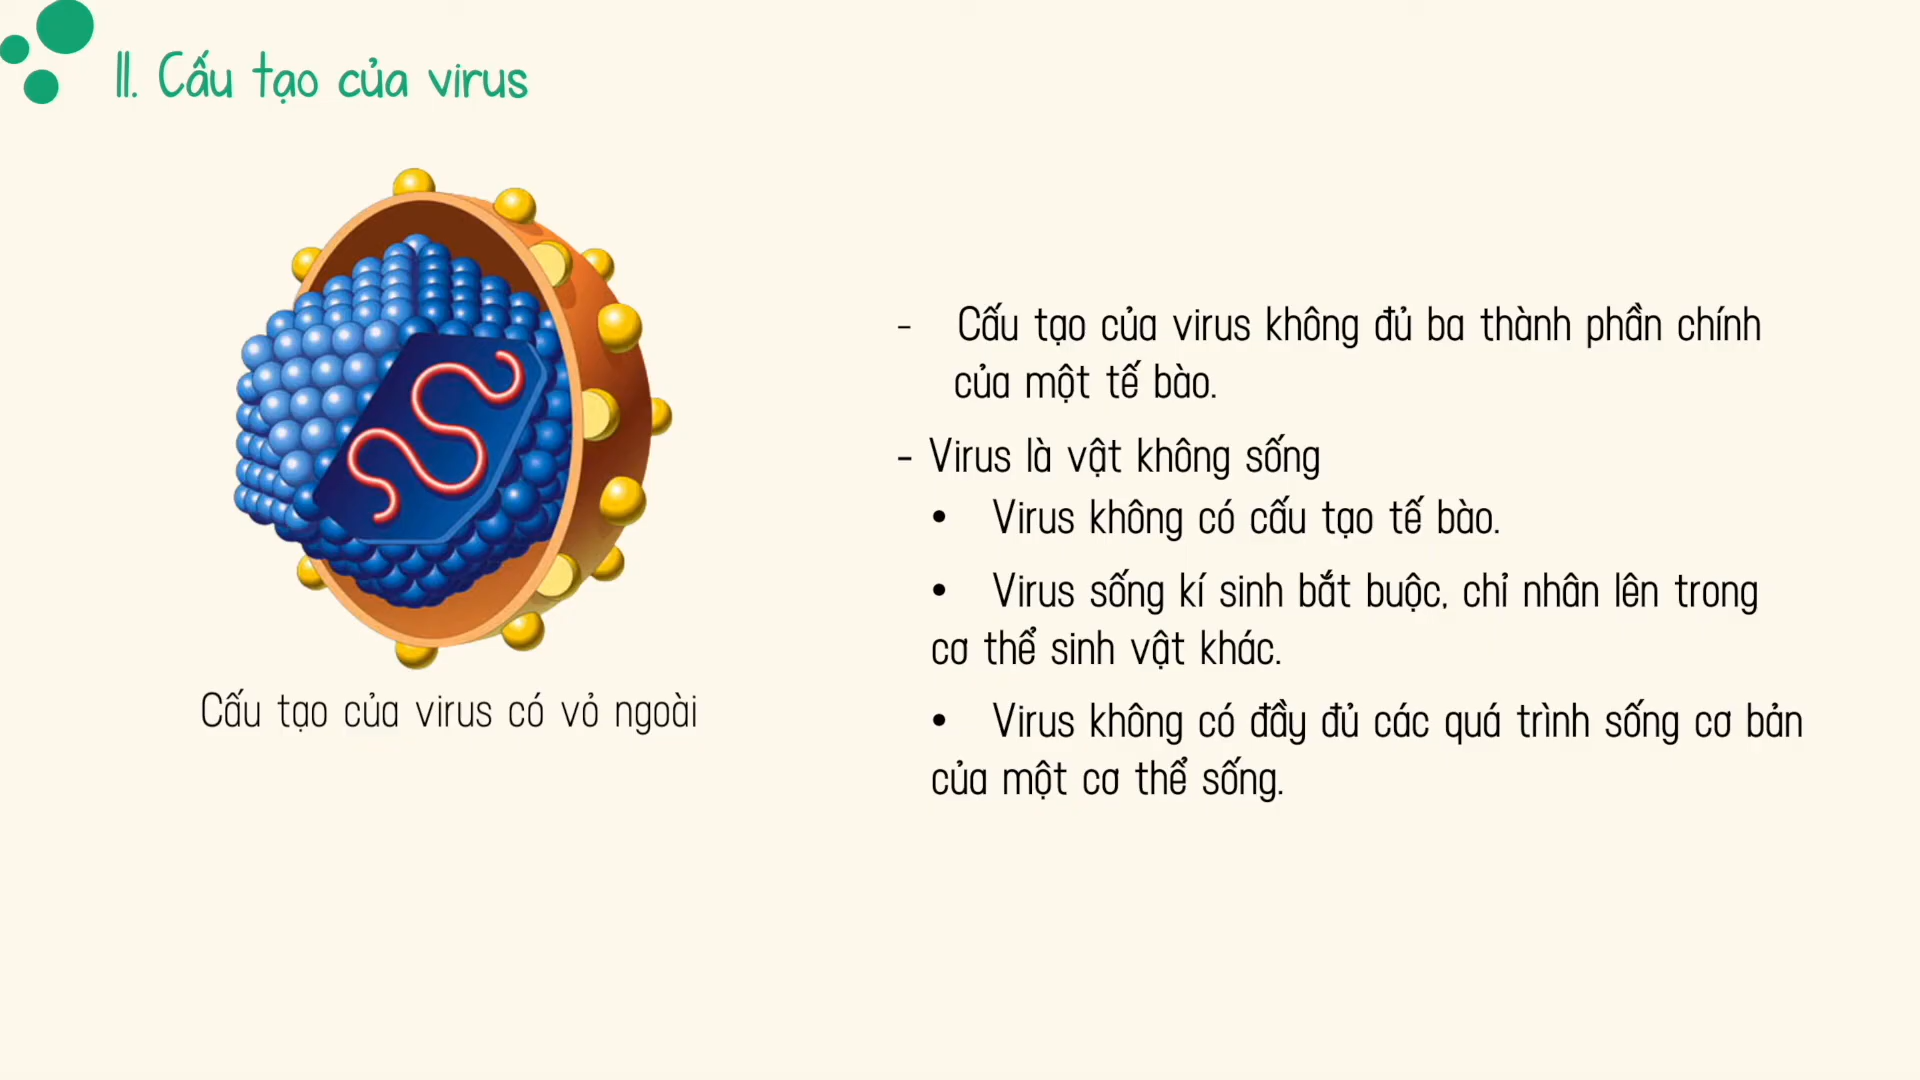 II. Cấu tạo của virus
Cấu tạo của virus có vỏ ngoài
- Cấu tạo của virus không đủ ba thành phần chính
của một tế bào.
- Virus là vật không sống
• Virus không có cấu tạo tế bào.
• Virus sống kí sinh bắt buộc, chỉ nhân lên trong
cơ thể sinh vật khác.
• Virus không có đầy đủ các quá trình sống cơ bản
của một cơ thể sống.